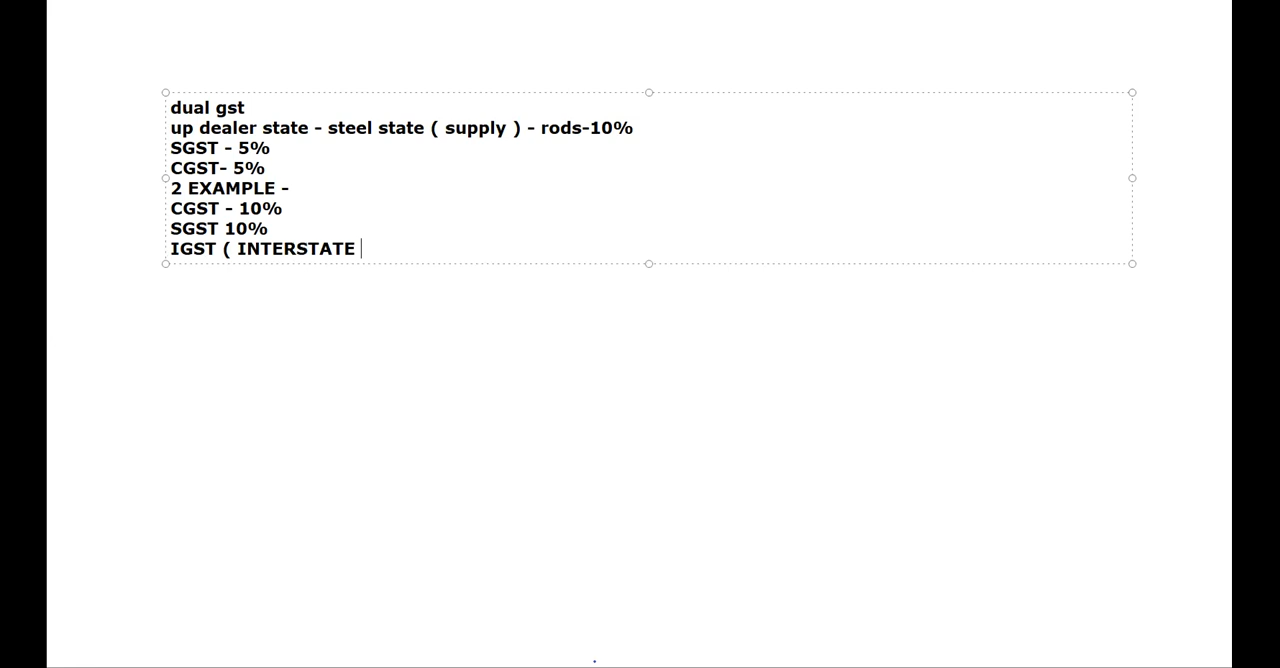 dual gst
up dealer state - steel state ( supply ) - rods-10%
SGST - 5%
CGST- 5%
2 EXAMPLE -
CGST - 10%
SGST 10%
IGST ( INTERSTATE